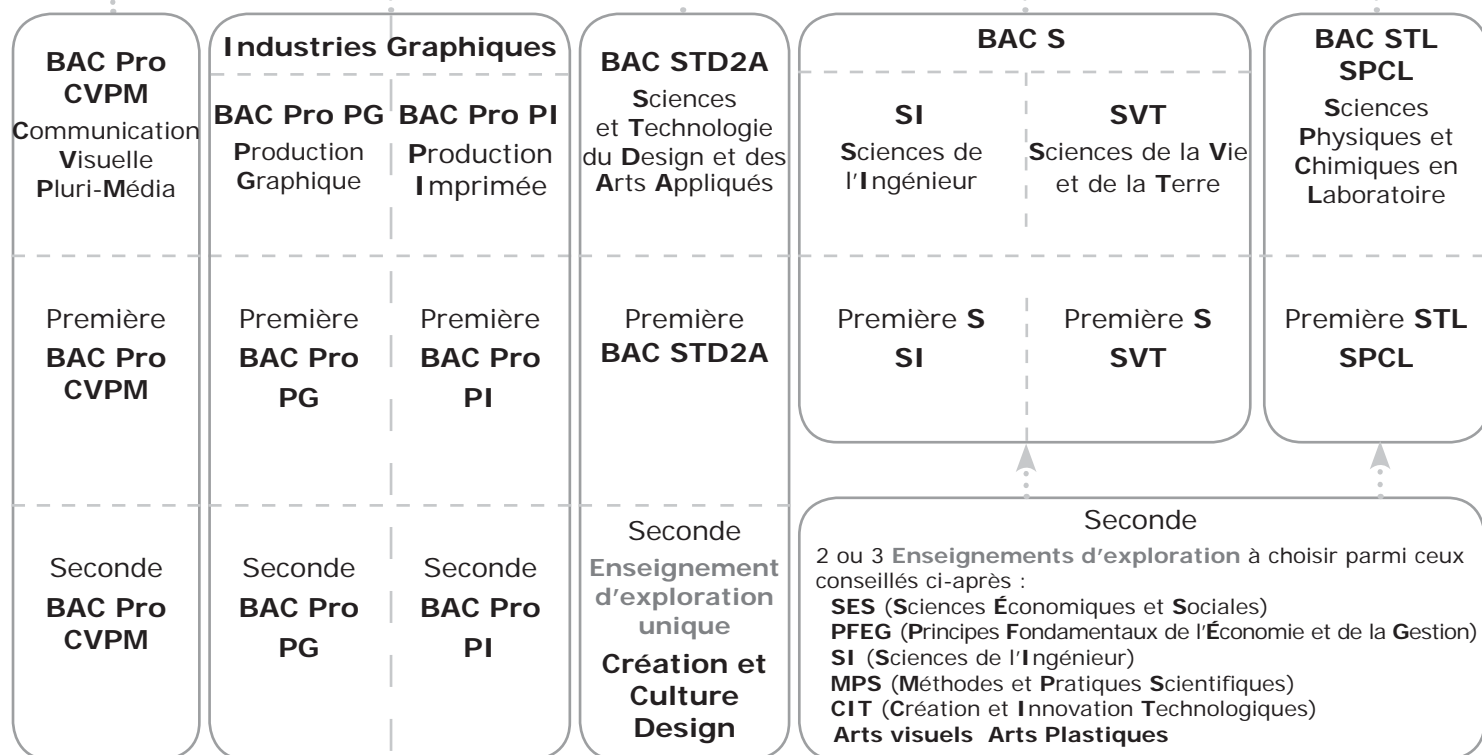 BAC Pro
CVPM
Communication
Visuelle
Pluri-Média
Première
BAC Pro
CVPM
Seconde
BAC Pro
CVPM
Industries Graphiques
BAC Pro PG
Production
Graphique
Première
BAC Pro
PG
Seconde
BAC Pro
PG
BAC Pro PI
Production
Imprimée
Première
BAC Pro
PI
Seconde
BAC Pro
PI
BAC STD2A
Sciences
et Technologie
du Design et des
Arts Appliqués
Première
BAC STD2A
Seconde
Enseignement
d'exploration
unique
Création et
Culture
Design
BAC S
SI
Sciences de
l'Ingénieur
Première S
SI
SVT
Sciences de la Vie
et de la Terre
Première S
SVT
BAC STL
SPCL
Sciences
Physiques et
Chimiques en
Laboratoire
Première STL
SPCL
Seconde
2 ou 3 Enseignements d'exploration à choisir parmi ceux
conseillés ci-après :
SES (Sciences Économiques et Sociales)
PFEG (Principes Fondamentaux de l'Économie et de la Gestion)
SI (Sciences de l'Ingénieur)
MPS (Méthodes et Pratiques Scientifiques)
CIT (Création et Innovation Technologiques)
Arts visuels Arts Plastiques